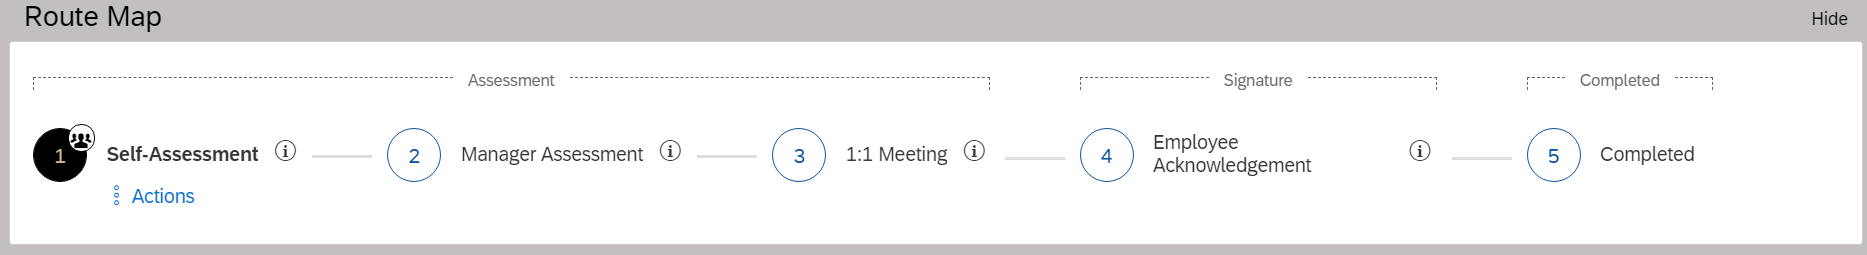 Route Map
Hide
Assessment
Signature
Completed
1
Self-Assessment
2
Manager Assessment
3
1:1 Meeting
4
Employee
Acknowledgement
5
Completed
Actions